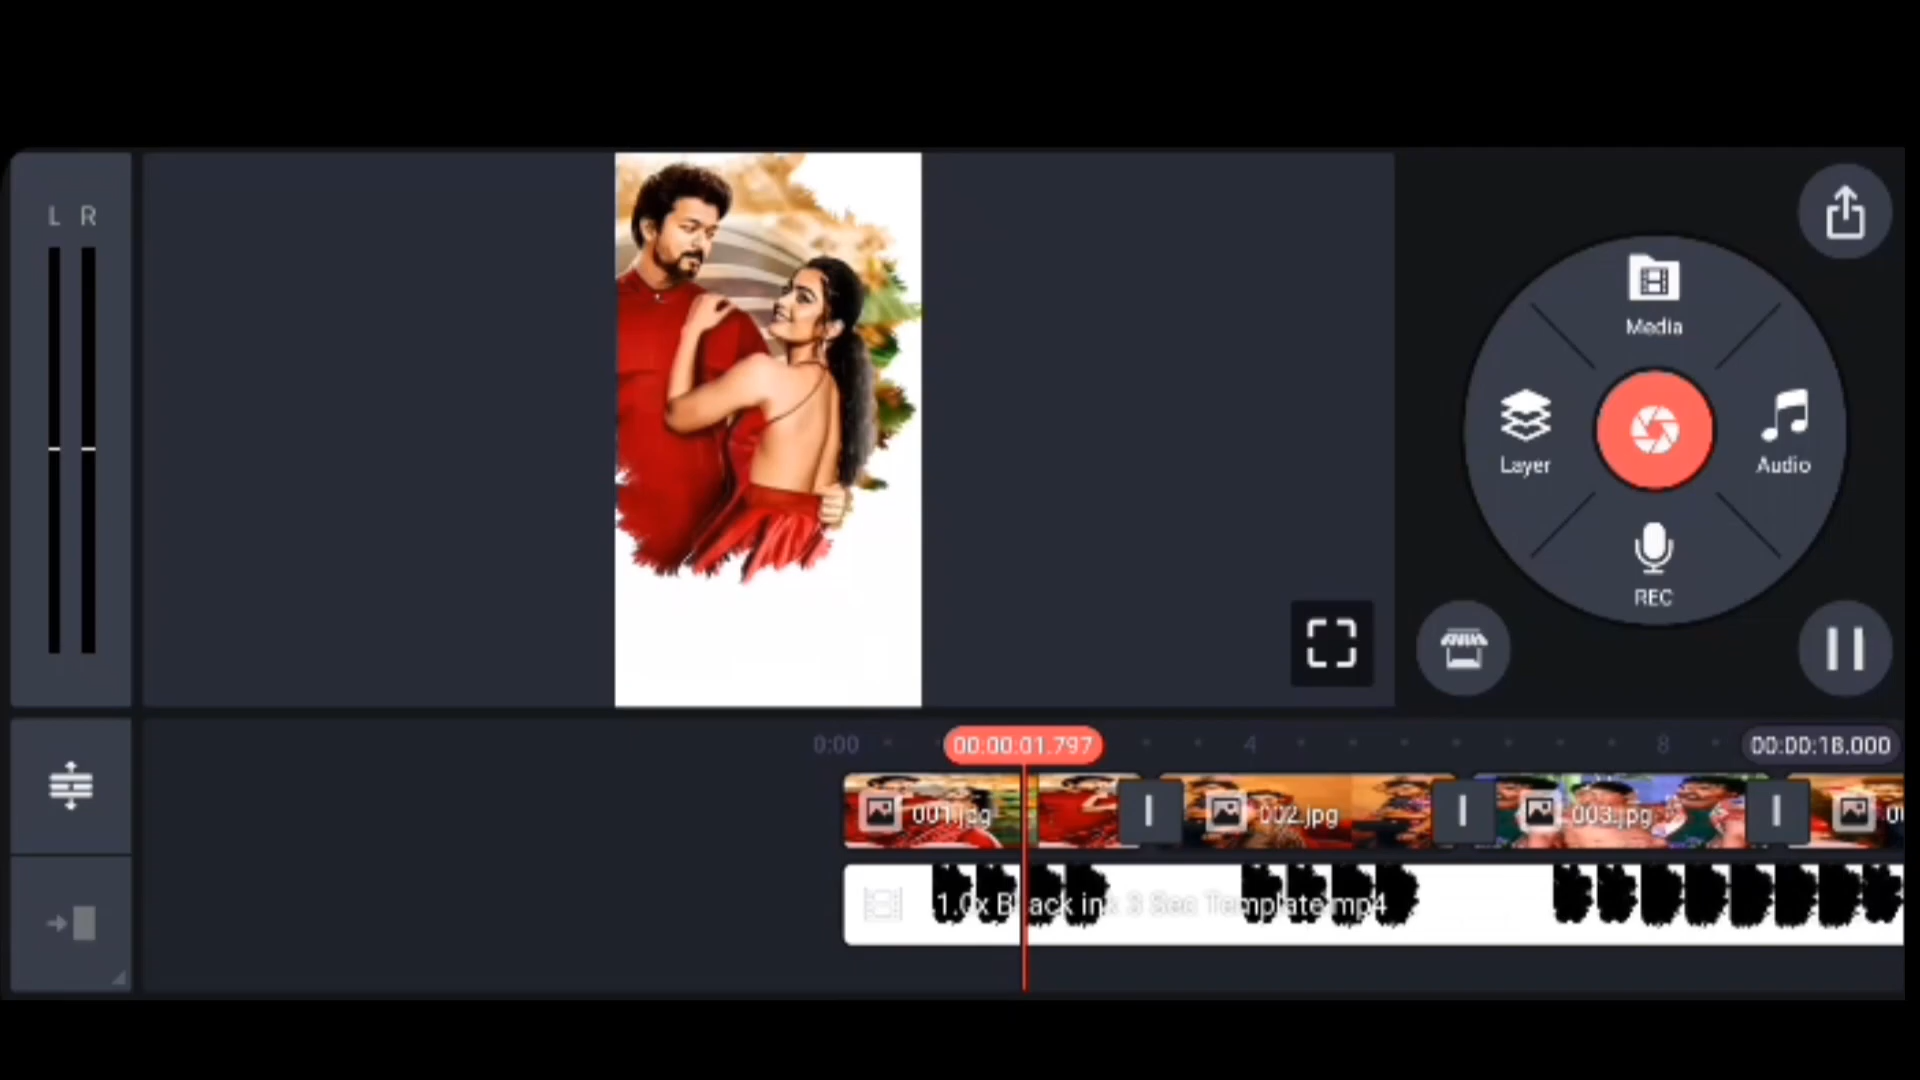 L R
Media
Layer
Audio
REC
0:00
00:00:01.797
4
8
00:00:18.000
001.jpg
002.jpg
003.jpg
1.0x Black ink 3 Sec Template.mp4